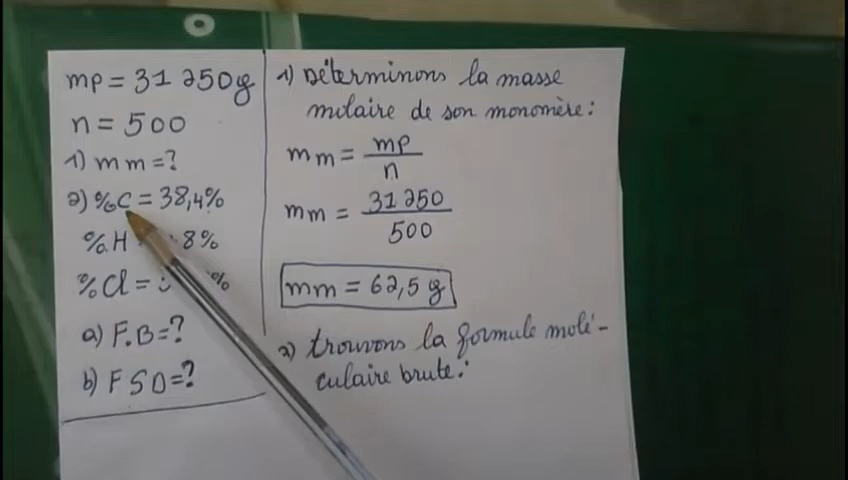 mp = 31 250g
n = 500
1) mm = ?
2) %C = 38,4%
%H 8%
%Cl = %
a) F.B = ?
b) F S D = ?
1) Déterminons la masse
molaire de son monomère :
mm = mp/n
mm = 31 250/500
mm = 62,5 g
2) trouvons la formule molé-
culaire brute :